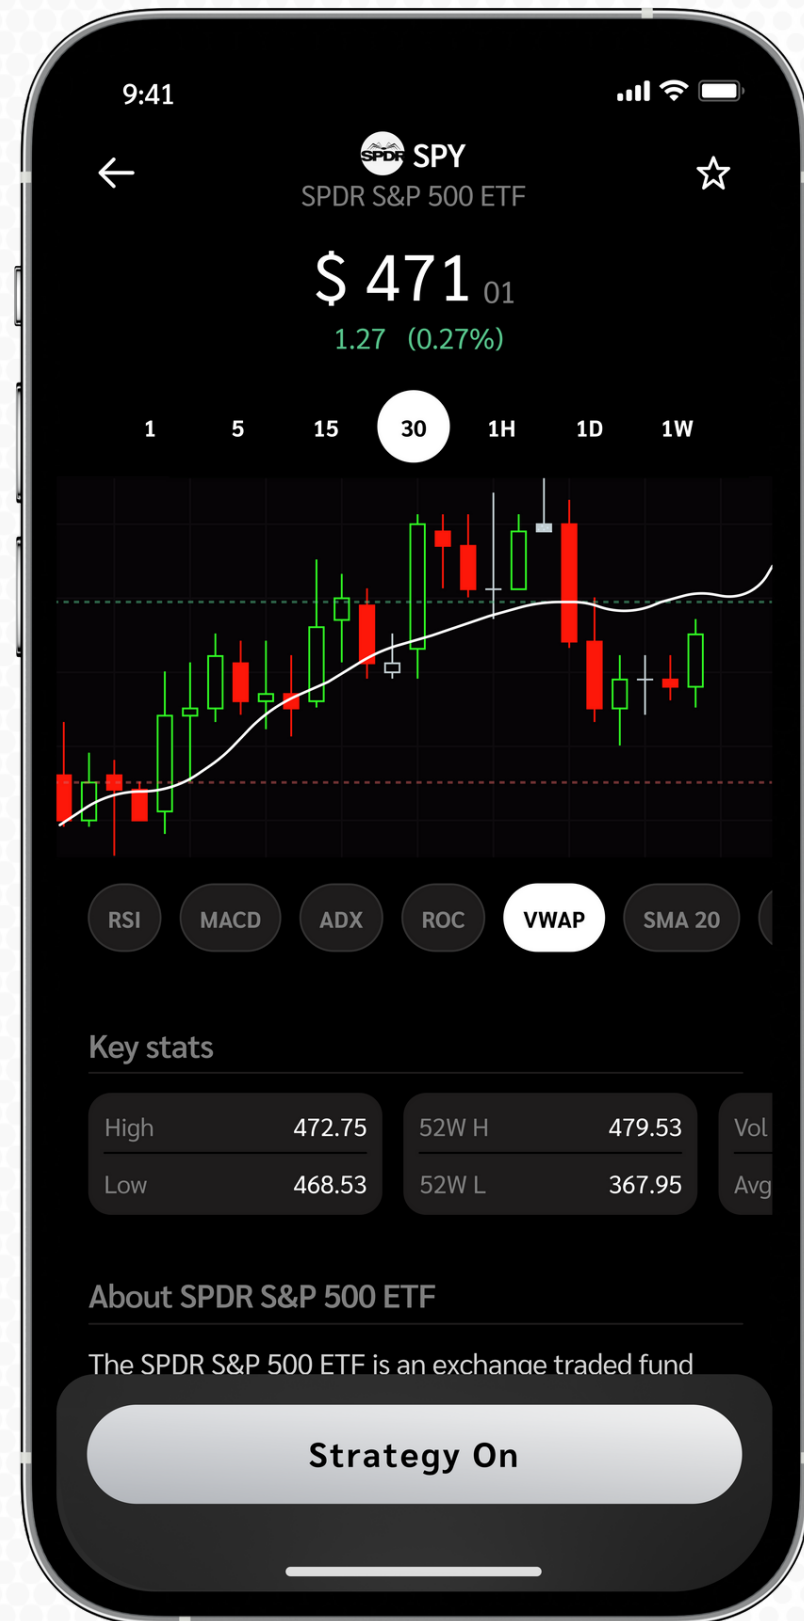 9:41
SPDR SPY
SPDR S&P 500 ETF
$ 471 01
1.27 (0.27%)
1 5 15 30 1H 1D 1W
RSI MACD ADX ROC VWAP SMA 20
Key stats
High 472.75 52W H 479.53 Vol
Low 468.53 52W L 367.95 Avg
About SPDR S&P 500 ETF
The SPDR S&P 500 ETF is an exchange traded fund
Strategy On